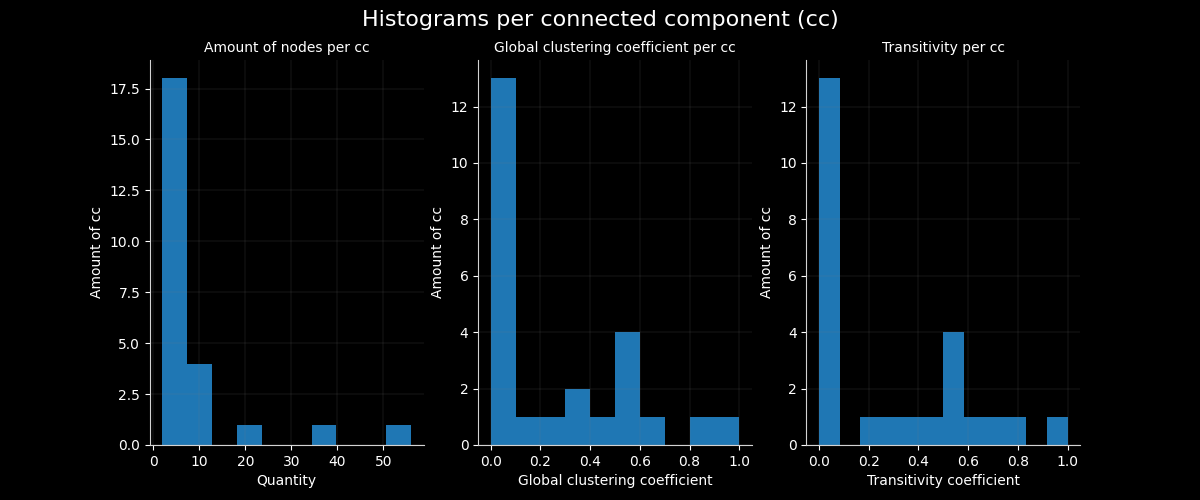 Histograms per connected component (cc)
Amount of nodes per cc
Amount of cc
17.5
15.0
12.5
10.0
7.5
5.0
2.5
0.0
0 10 20 30 40 50
Quantity
Global clustering coefficient per cc
Amount of cc
12
10
8
6
4
2
0
0.0 0.2 0.4 0.6 0.8 1.0
Global clustering coefficient
Transitivity per cc
Amount of cc
12
10
8
6
4
2
0
0.0 0.2 0.4 0.6 0.8 1.0
Transitivity coefficient